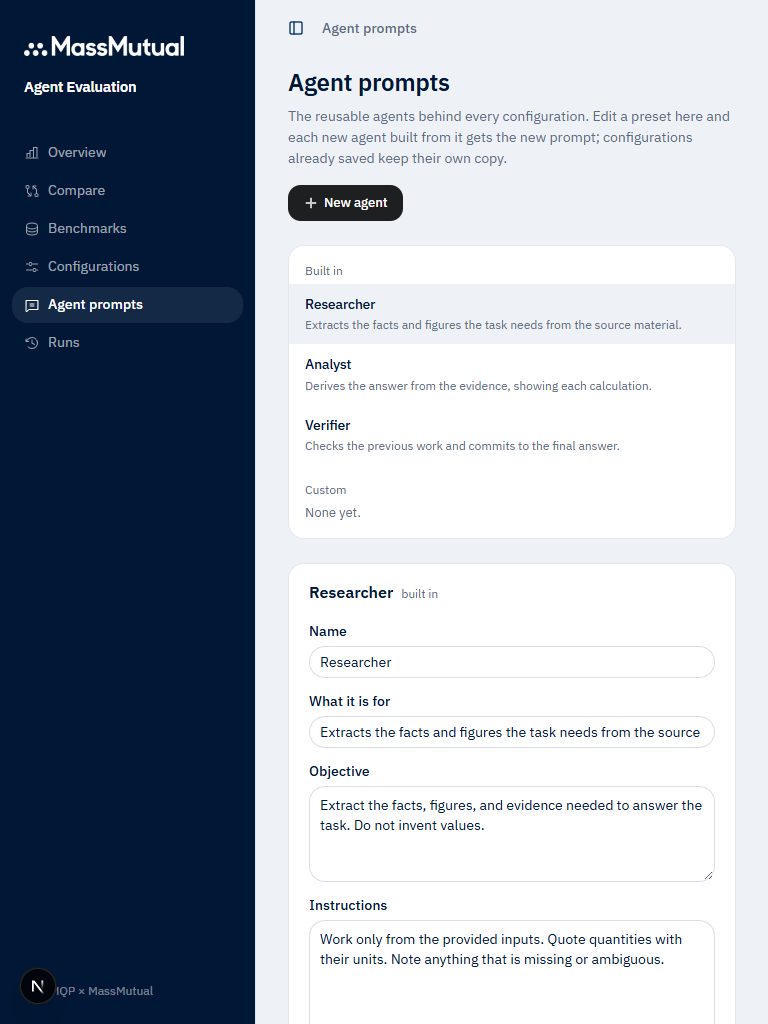 MassMutual
Agent Evaluation
Overview
Compare
Benchmarks
Configurations
Agent prompts
Runs
N
IQP × MassMutual
Agent prompts
Agent prompts
The reusable agents behind every configuration. Edit a preset here and
each new agent built from it gets the new prompt; configurations
already saved keep their own copy.
New agent
Built in
Researcher
Extracts the facts and figures the task needs from the source material.
Analyst
Derives the answer from the evidence, showing each calculation.
Verifier
Checks the previous work and commits to the final answer.
Custom
None yet.
Researcher built in
Name
Researcher
What it is for
Extracts the facts and figures the task needs from the source
Objective
Extract the facts, figures, and evidence needed to answer the
task. Do not invent values.
Instructions
Work only from the provided inputs. Quote quantities with
their units. Note anything that is missing or ambiguous.